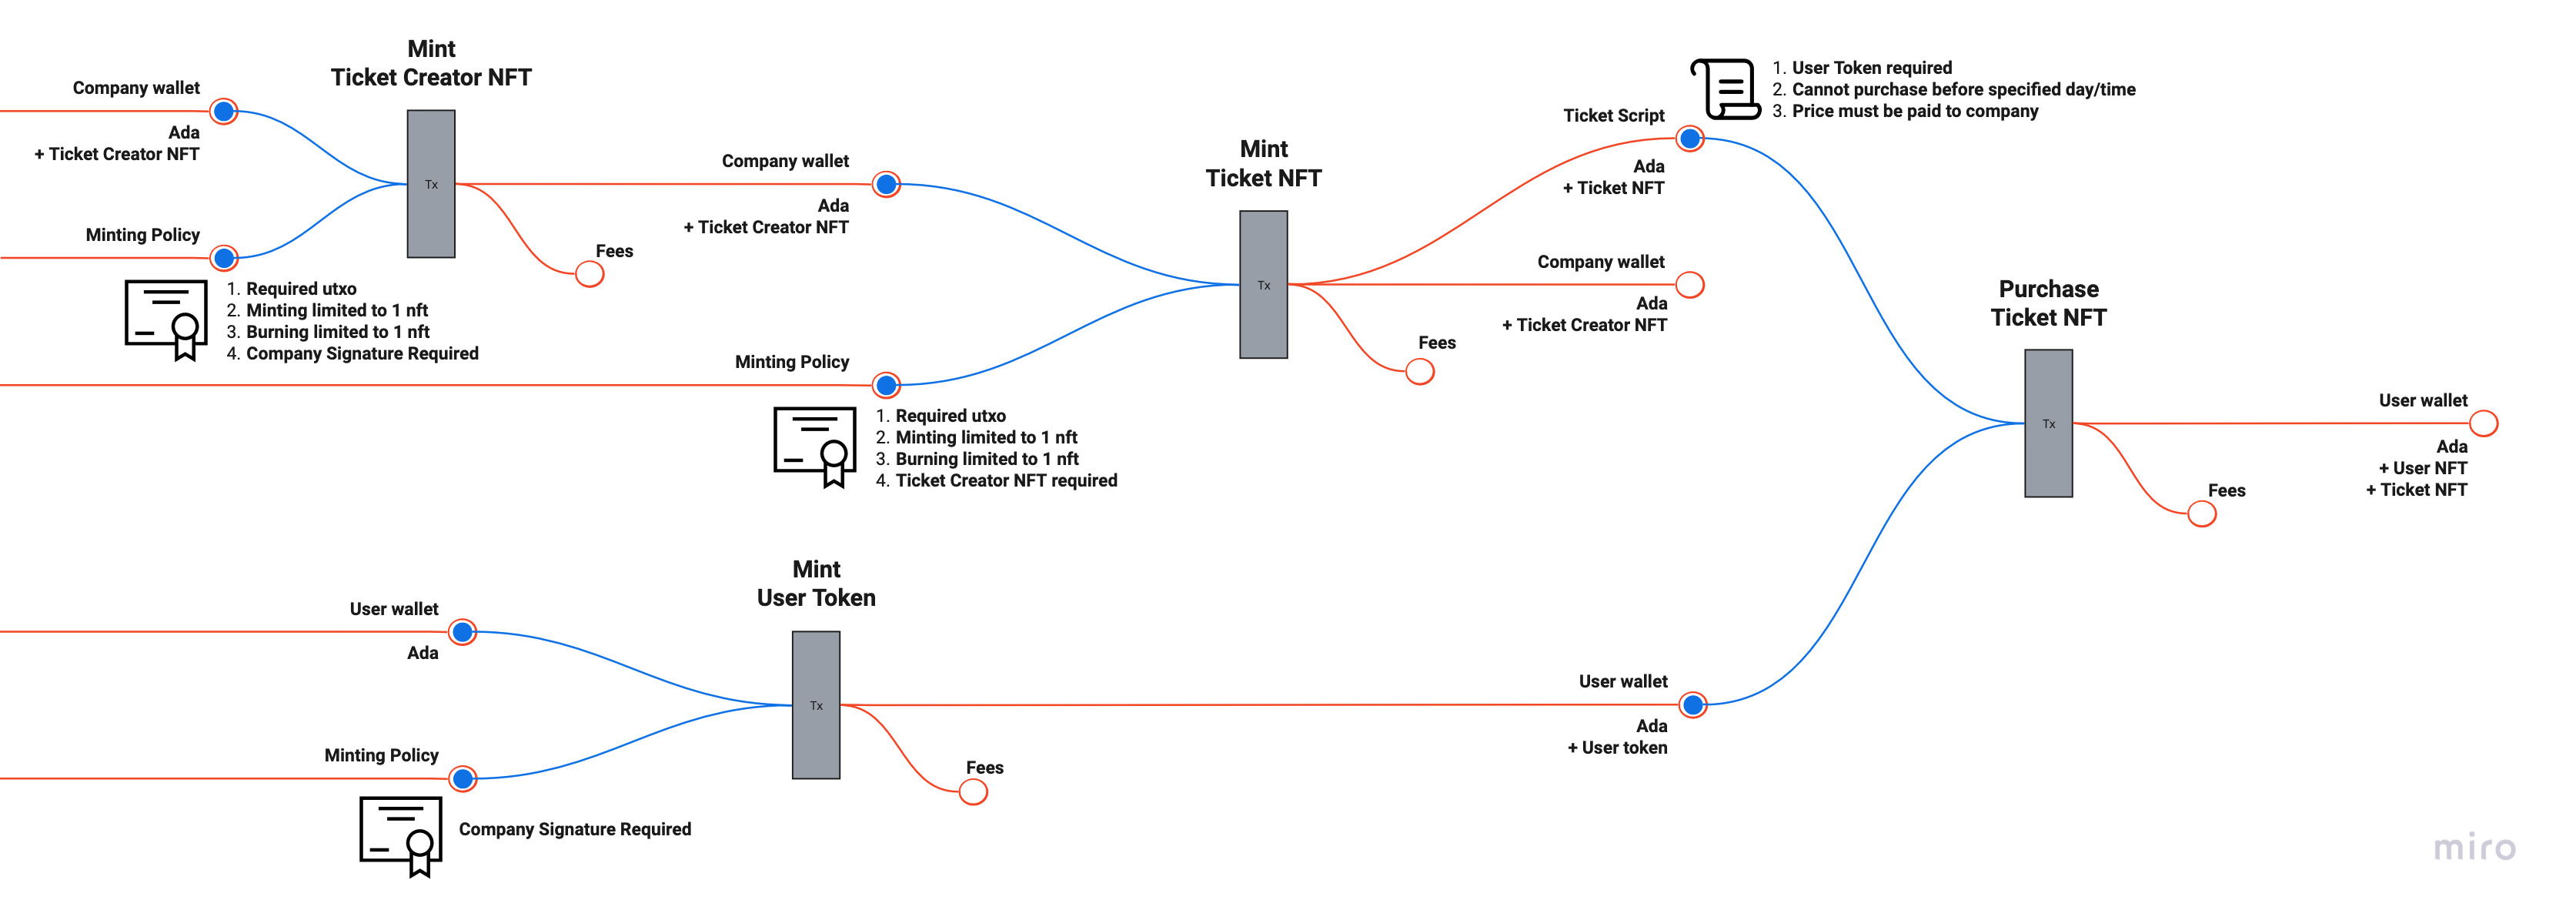 Mint
Ticket Creator NFT
Company wallet
Ada
+ Ticket Creator NFT
Tx
Minting Policy
Fees
1. Required utxo
2. Minting limited to 1 nft
3. Burning limited to 1 nft
4. Company Signature Required
Company wallet
Ada
+ Ticket Creator NFT
Minting Policy
1. Required utxo
2. Minting limited to 1 nft
3. Burning limited to 1 nft
4. Ticket Creator NFT required
Mint
Ticket NFT
Tx
Fees
Ticket Script
Ada
+ Ticket NFT
1. User Token required
2. Cannot purchase before specified day/time
3. Price must be paid to company
Company wallet
Ada
+ Ticket Creator NFT
Purchase
Ticket NFT
Tx
Fees
User wallet
Ada
+ User NFT
+ Ticket NFT
Mint
User Token
User wallet
Ada
Tx
Minting Policy
Company Signature Required
Fees
User wallet
Ada
+ User token
miro